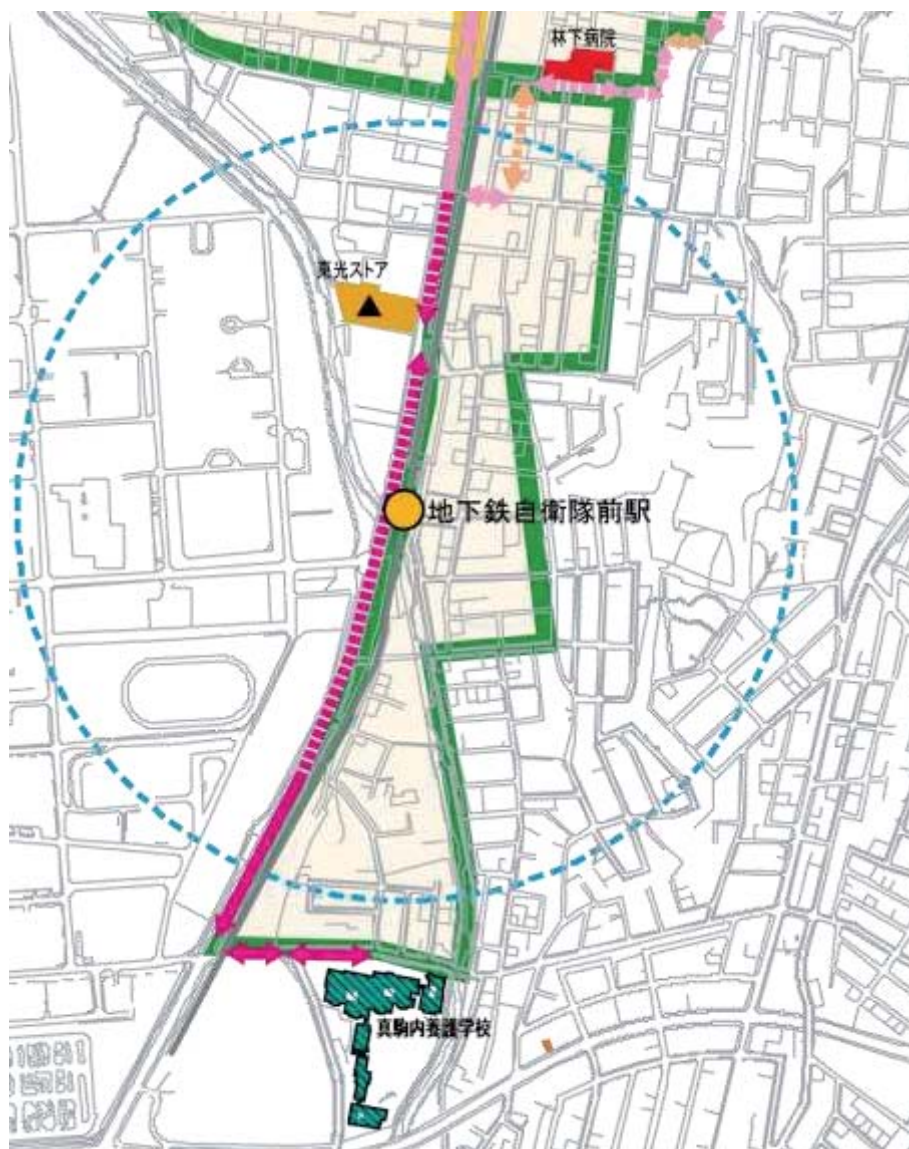 林下病院
東光ストア
地下鉄自衛隊前駅
真駒内養護学校